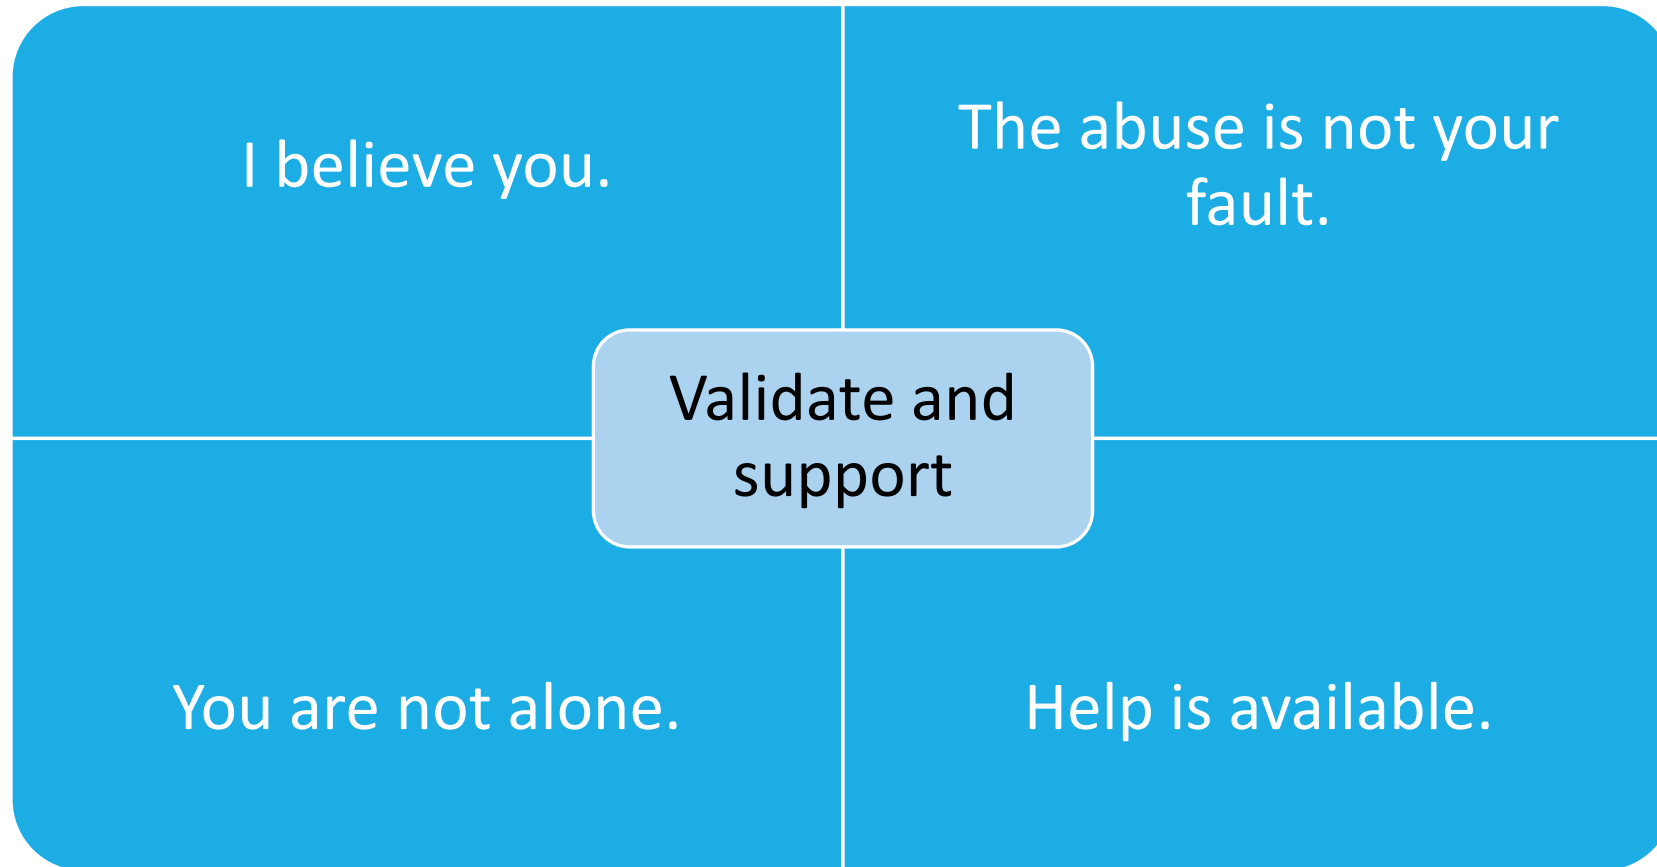 I believe you.
The abuse is not your
fault.
Validate and
support
You are not alone.
Help is available.